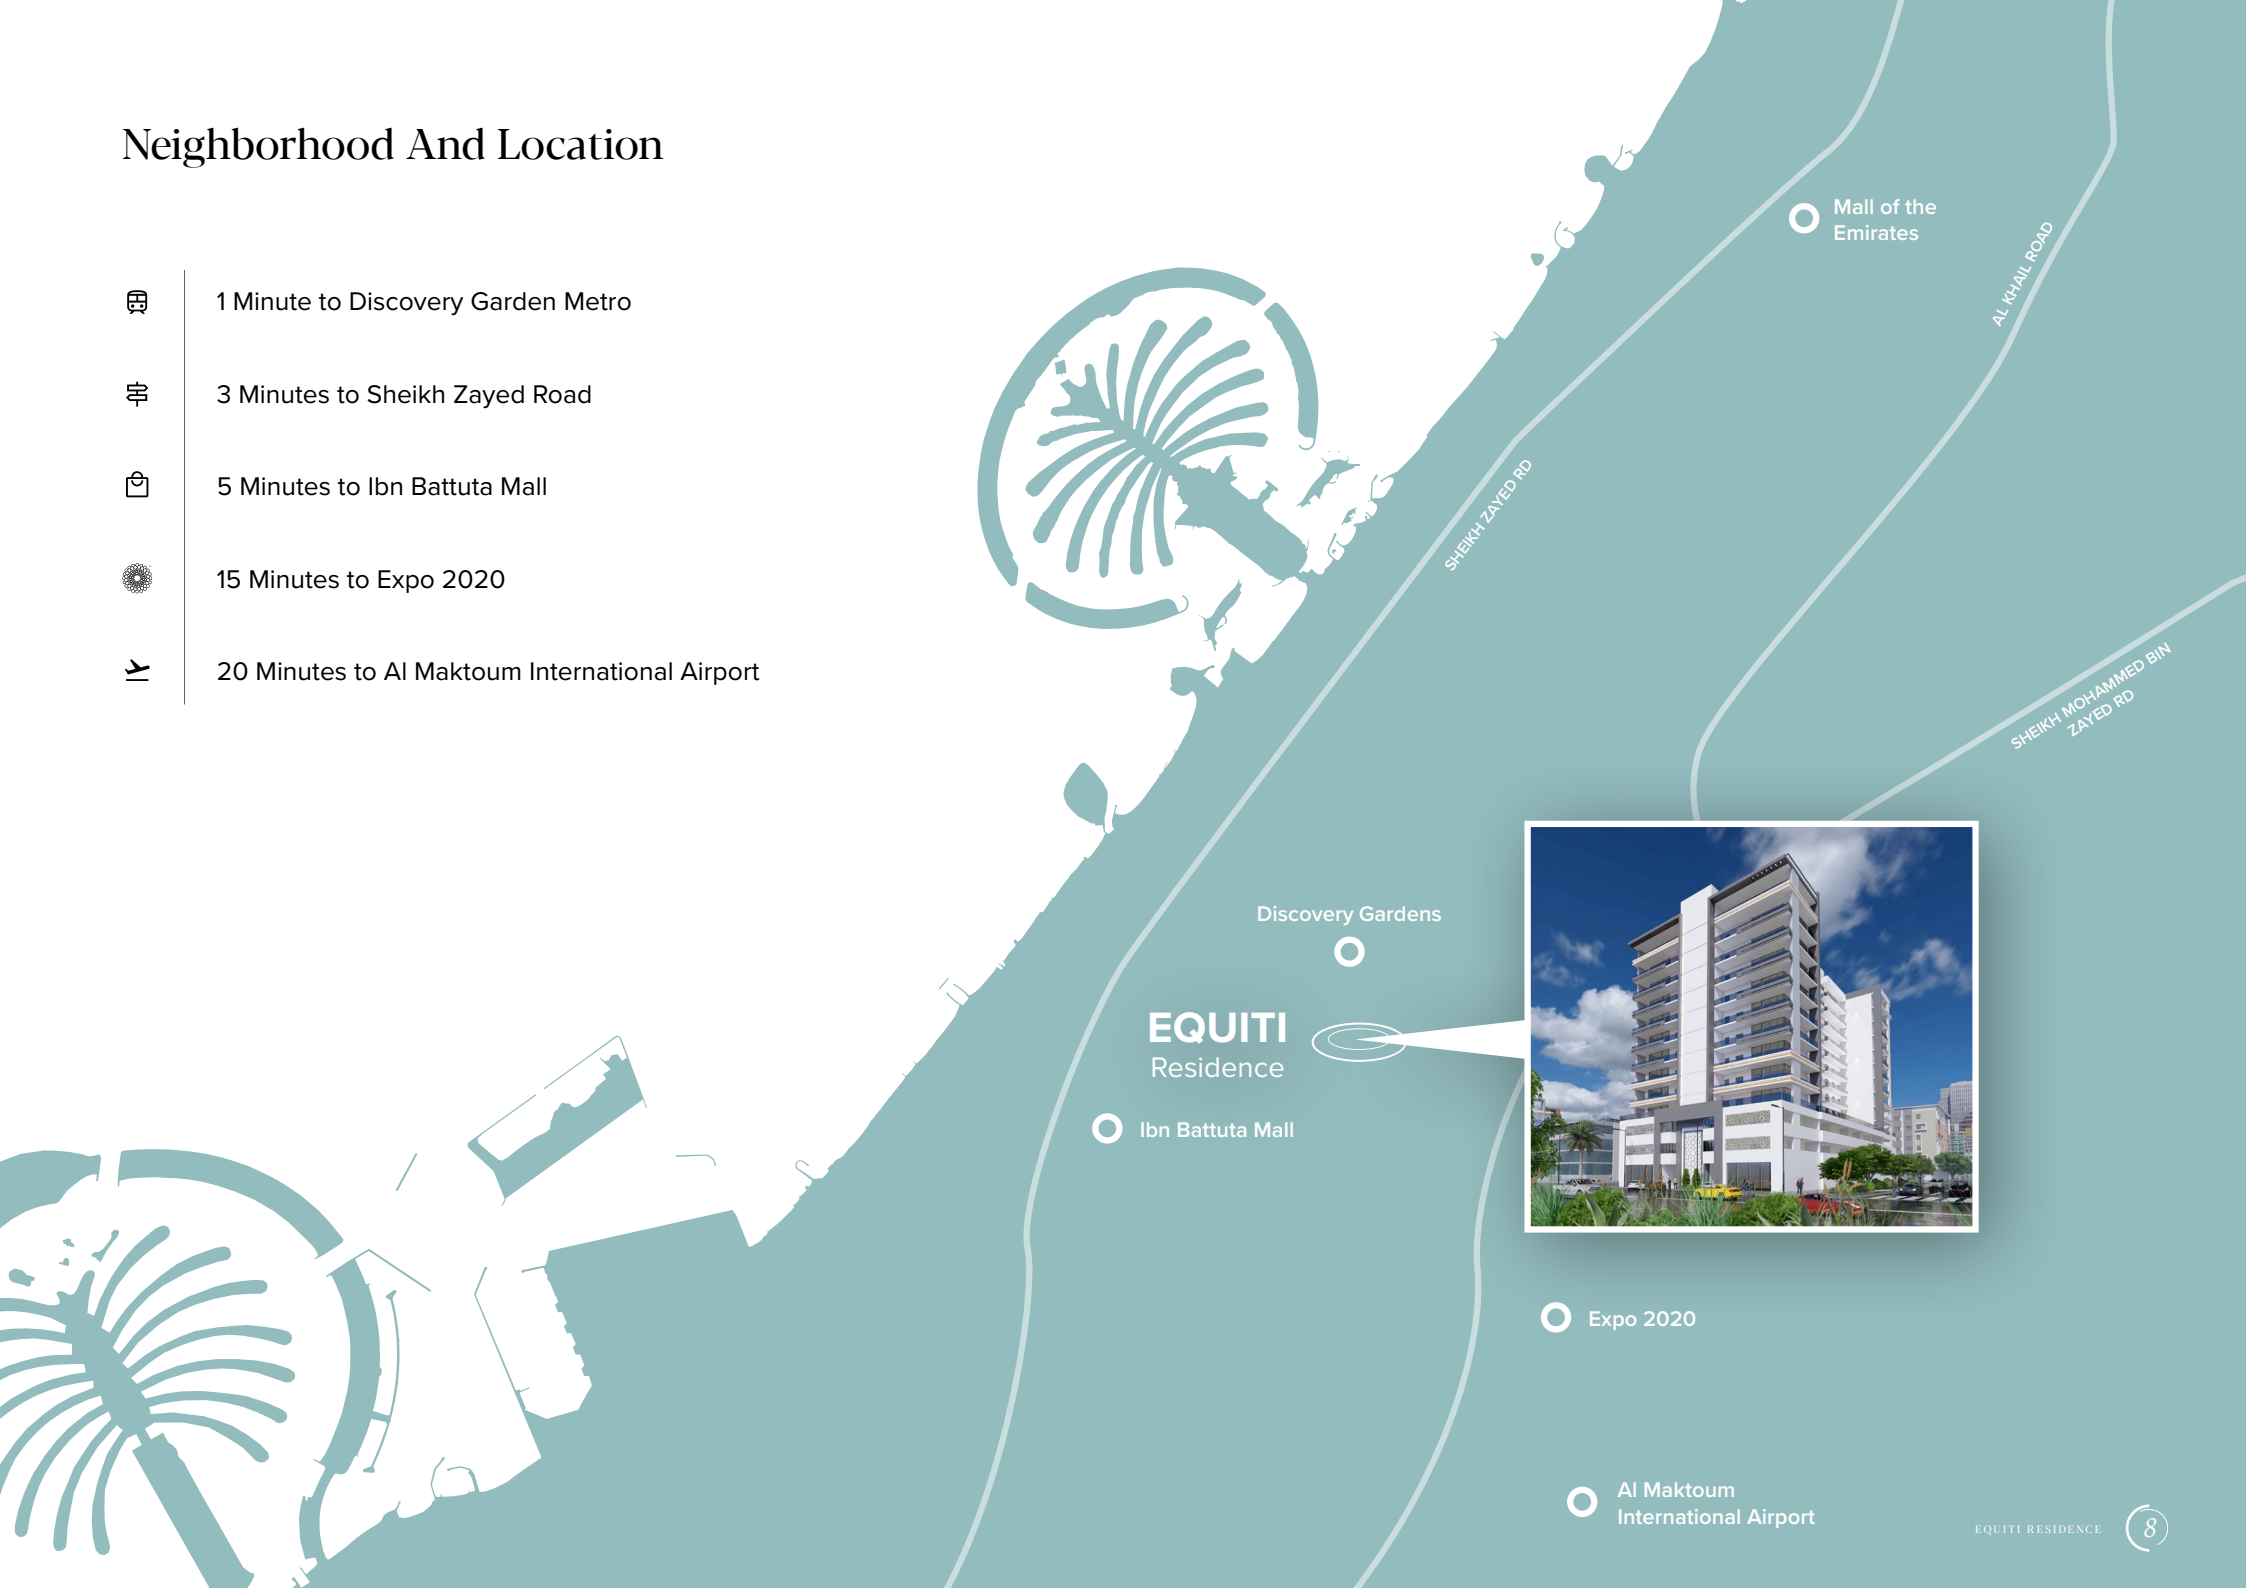 Neighborhood And Location
1 Minute to Discovery Garden Metro
3 Minutes to Sheikh Zayed Road
5 Minutes to Ibn Battuta Mall
15 Minutes to Expo 2020
20 Minutes to Al Maktoum International Airport
Mall of the
Emirates
AL KHAIL ROAD
SHEIKH ZAYED RD
SHEIKH MOHAMMED BIN
ZAYED RD
Discovery Gardens
EQUITI
Residence
Ibn Battuta Mall
Expo 2020
Al Maktoum
International Airport
EQUITI RESIDENCE
8